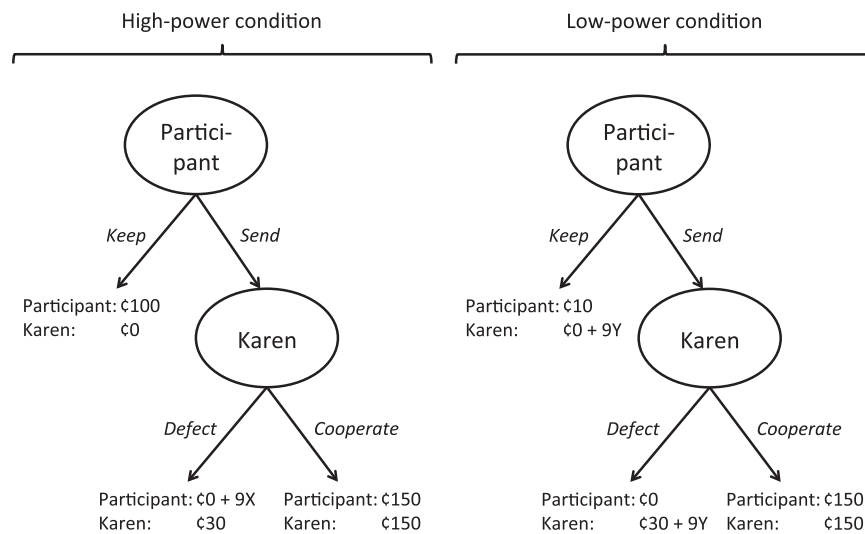 High-power condition
Low-power condition
Partici-
pant
Partici-
pant
Keep
Send
Keep
Send
Participant: ¢100
Karen: ¢0
Participant: ¢10
Karen: ¢0 + 9Y
Karen
Karen
Defect
Cooperate
Defect
Cooperate
Participant: ¢0 + 9X
Karen: ¢30
Participant: ¢150
Karen: ¢150
Participant: ¢0
Karen: ¢30 + 9Y
Participant: ¢150
Karen: ¢150